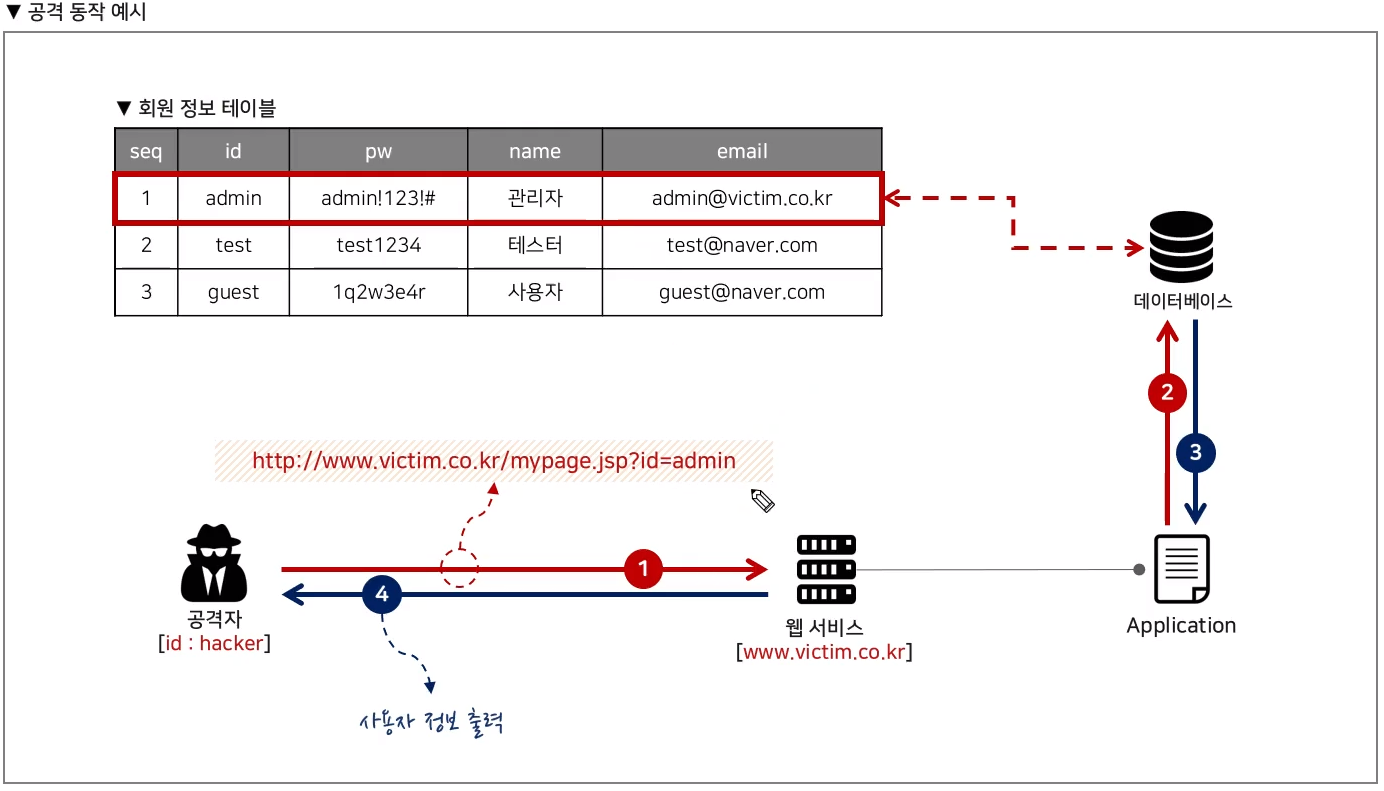 ▼ 공격 동작 예시
▼ 회원 정보 테이블
seq id pw name email
1 admin admin!123!# 관리자 admin@victim.co.kr
2 test test1234 테스터 test@naver.com
3 guest 1q2w3e4r 사용자 guest@naver.com
데이터베이스
2
3
http://www.victim.co.kr/mypage.jsp?id=admin
1
4
공격자
[id : hacker]
웹 서비스
[www.victim.co.kr]
Application
사용자 정보 출력